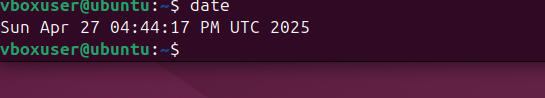 vboxuser@ubuntu:~$ date
Sun Apr 27 04:44:17 PM UTC 2025
vboxuser@ubuntu:~$